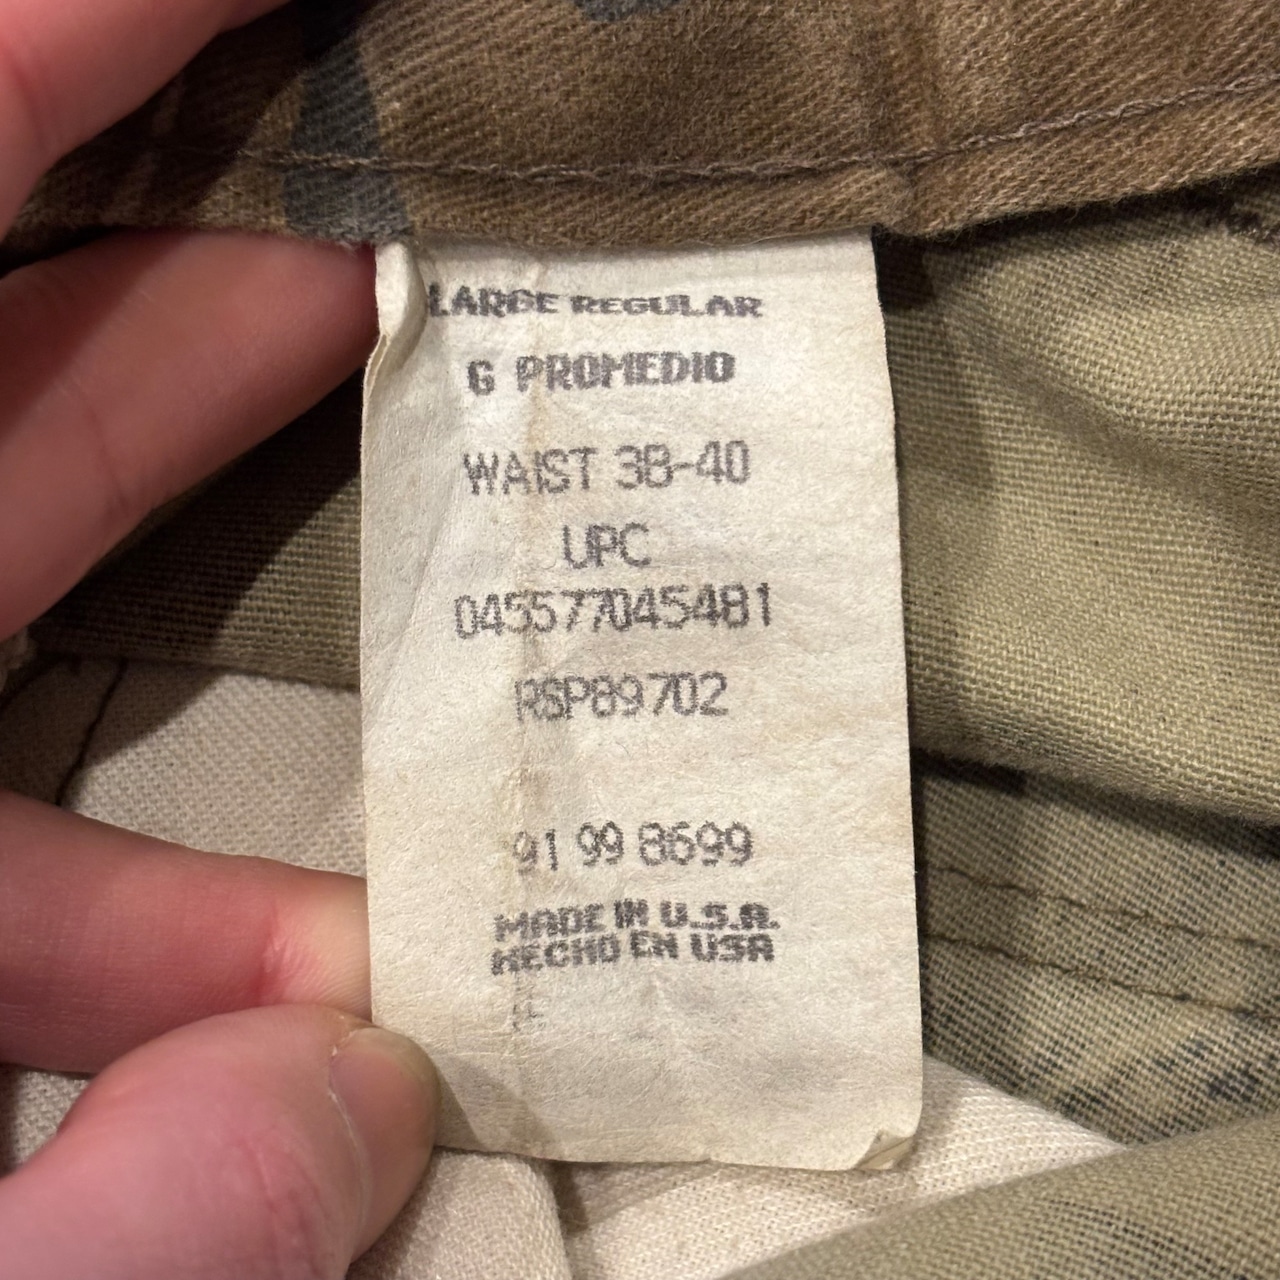 LARGE REGULAR
G PROMEDIO
WAIST 38-40
UPC
045577045481
RSP89702
91 99 8699
MADE IN U.S.A.
HECHO EN USA